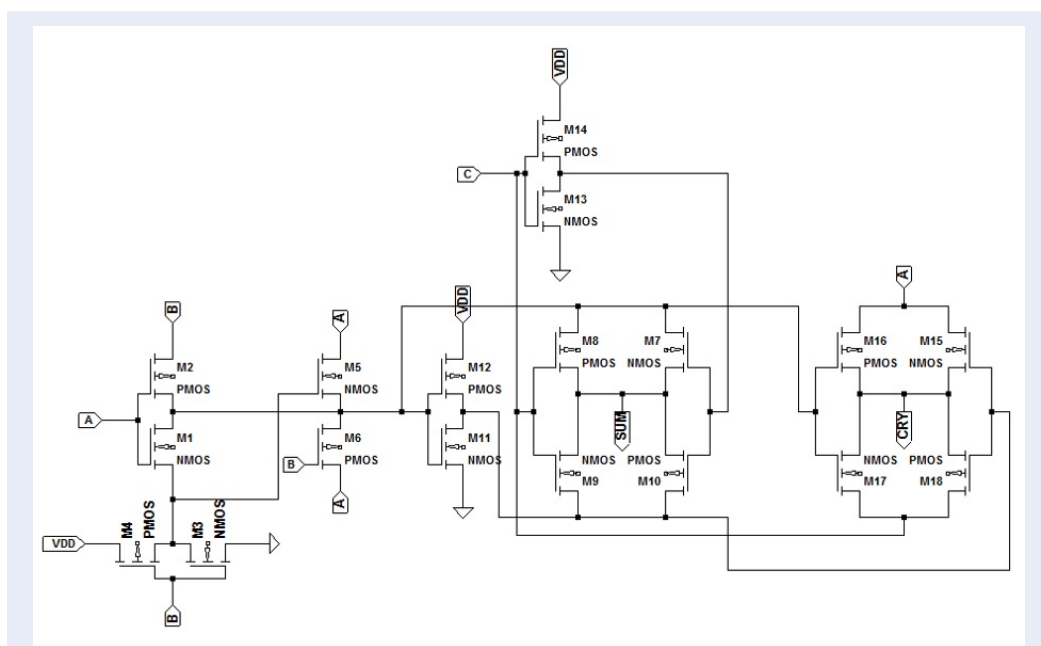 VDD
M14
PMOS
C
M13
NMOS
A
B
A
VDD
M2
PMOS
M5
NMOS
M12
PMOS
M8
PMOS
M7
NMOS
M16
PMOS
M15
NMOS
A
M1
NMOS
B
M6
PMOS
A
M11
NMOS
SUM
NMOS
M9
PMOS
M10
CRY
NMOS
M17
PMOS
M18
VDD
M4
PMOS
M3
NMOS
B